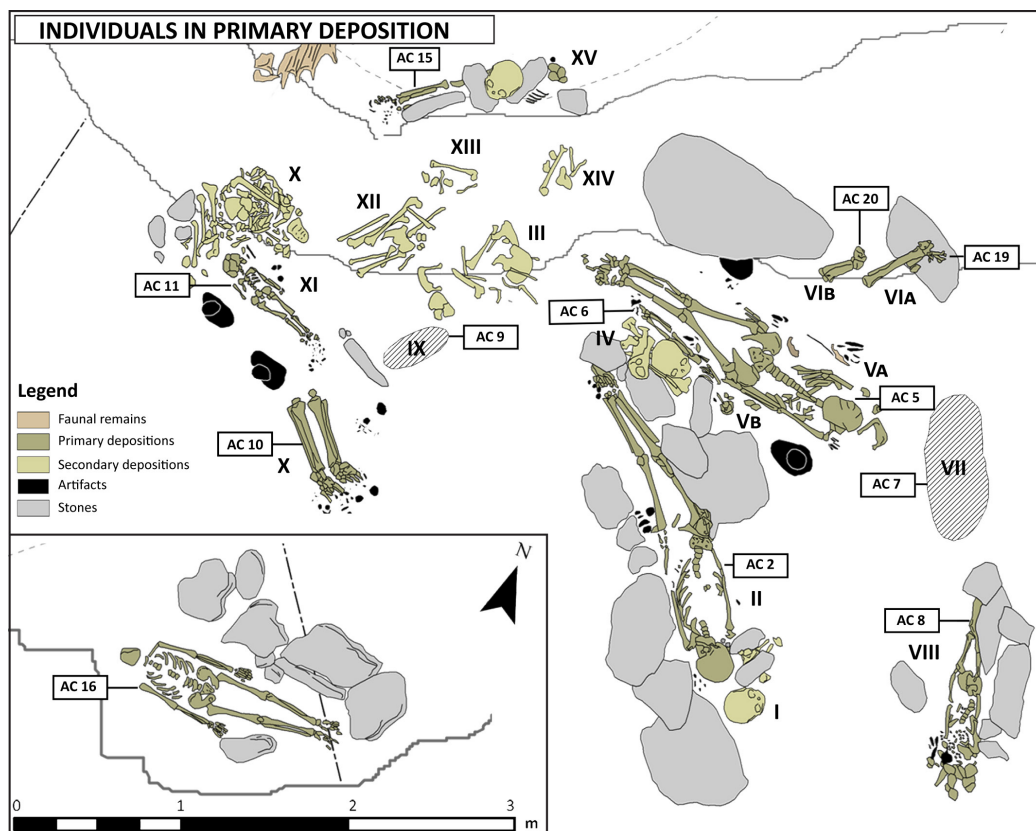 INDIVIDUALS IN PRIMARY DEPOSITION
AC 15
XV
XIII
XIV
X
XII
III
AC 20
AC 19
VIB
VIA
AC 11
XI
AC 6
IV
IX
AC 9
VA
AC 5
VB
Legend
Faunal remains
Primary depositions
Secondary depositions
Artifacts
Stones
AC 10
X
AC 7
VII
N
AC 2
II
AC 8
VIII
AC 16
I
0 1 2 3 m